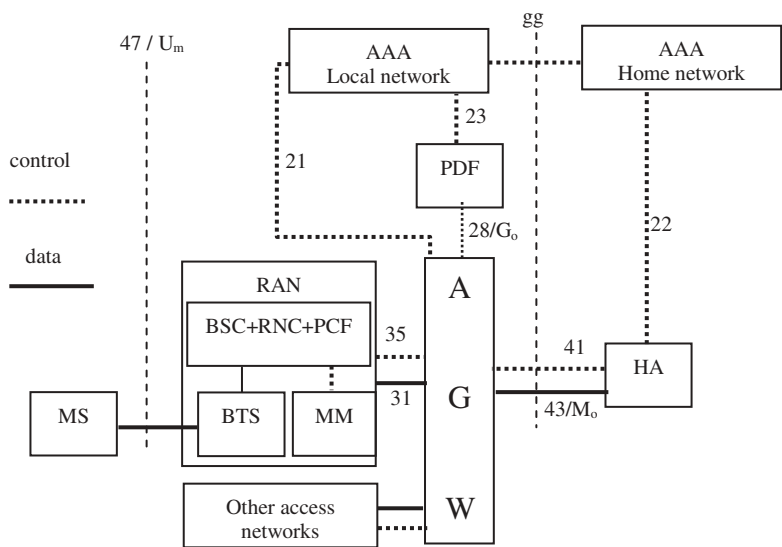 47 / Um
gg
AAA
Local network
AAA
Home network
control
21
23
PDF
28/Go
22
data
RAN
BSC+RNC+PCF
A
G
W
35
31
41
HA
43/Mo
MS
BTS
MM
Other access
networks